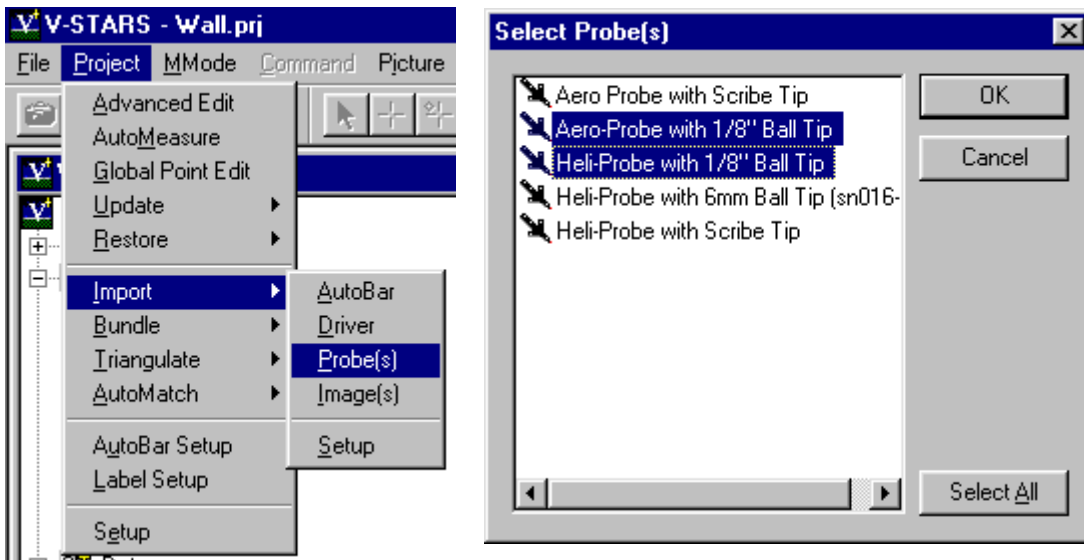 V-STARS - Wall.prj
File Project MMode Command Picture
Advanced Edit
AutoMeasure
Global Point Edit
Update
Restore
Import
Bundle
Triangulate
AutoMatch
AutoBar Setup
Label Setup
Setup
AutoBar
Driver
Probe(s)
Image(s)
Setup
Select Probe(s)
Aero Probe with Scribe Tip
Aero-Probe with 1/8" Ball Tip
Heli-Probe with 1/8" Ball Tip
Heli-Probe with 6mm Ball Tip (sn016-
Heli-Probe with Scribe Tip
OK
Cancel
Select All